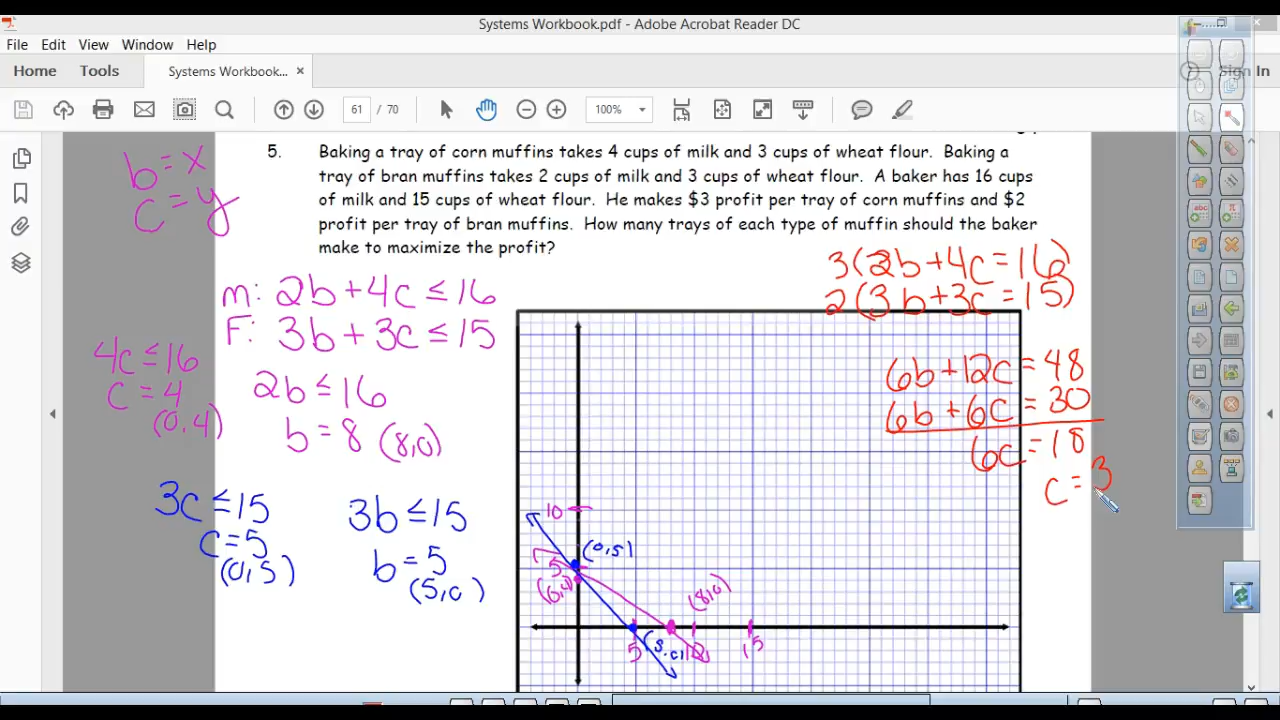 Systems Workbook.pdf - Adobe Acrobat Reader DC
File Edit View Window Help
Home Tools Systems Workbook... × Sign In
61 / 70 100%
5. Baking a tray of corn muffins takes 4 cups of milk and 3 cups of wheat flour. Baking a
tray of bran muffins takes 2 cups of milk and 3 cups of wheat flour. A baker has 16 cups
of milk and 15 cups of wheat flour. He makes $3 profit per tray of corn muffins and $2
profit per tray of bran muffins. How many trays of each type of muffin should the baker
make to maximize the profit?
b = x
c = y
m: 2b + 4c ≤ 16
F: 3b + 3c ≤ 15
4c ≤ 16
c = 4
(0,4)
2b ≤ 16
b = 8 (8,0)
3c ≤ 15
c = 5
(0,5)
3b ≤ 15
b = 5
(5,0)
3(2b + 4c = 16)
2(3b + 3c = 15)
6b + 12c = 48
6b + 6c = 30
6c = 18
c = 3
10
(0,5)
5
(8,0)
5 (5,0) 15
abc
π